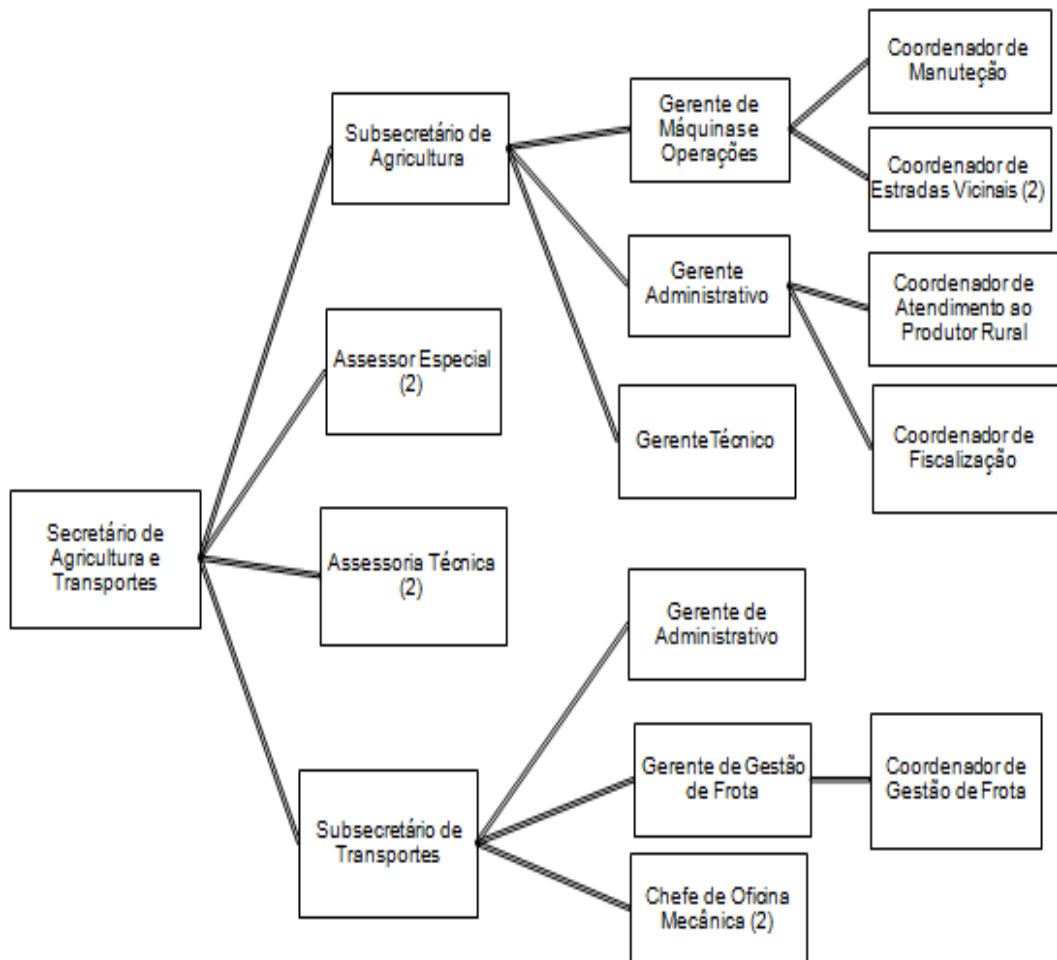 Coordenador de
Manuteção
Subsecretário de
Agricultura
Gerente de
Máquinas e
Operações
Coordenador de
Estradas Vicinais (2)
Gerente
Administrativo
Coordenador de
Atendimento ao
Produtor Rural
Assessor Especial
(2)
Gerente Técnico
Coordenador de
Fiscalização
Secretário de
Agricultura e
Transportes
Assessoria Técnica
(2)
Gerente de
Administrativo
Subsecretário de
Transportes
Gerente de Gestão
de Frota
Coordenador de
Gestão de Frota
Chefe de Oficina
Mecânica (2)